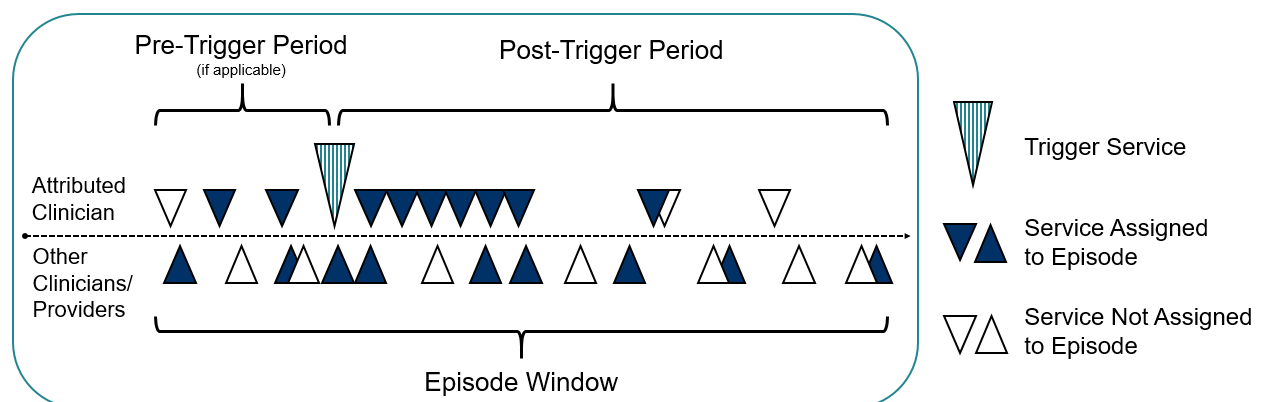 Pre-Trigger Period
(if applicable)
Post-Trigger Period
Attributed
Clinician
Other
Clinicians/
Providers
Episode Window
Trigger Service
Service Assigned
to Episode
Service Not Assigned
to Episode